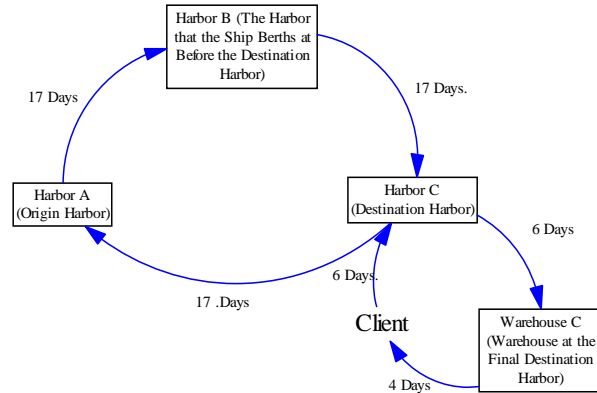 Harbor B (The Harbor
that the Ship Berths at
Before the Destination
Harbor)
17 Days
17 Days.
Harbor A
(Origin Harbor)
Harbor C
(Destination Harbor)
6 Days
6 Days.
17 .Days
Client
Warehouse C
(Warehouse at the
Final Destination
Harbor)
4 Days